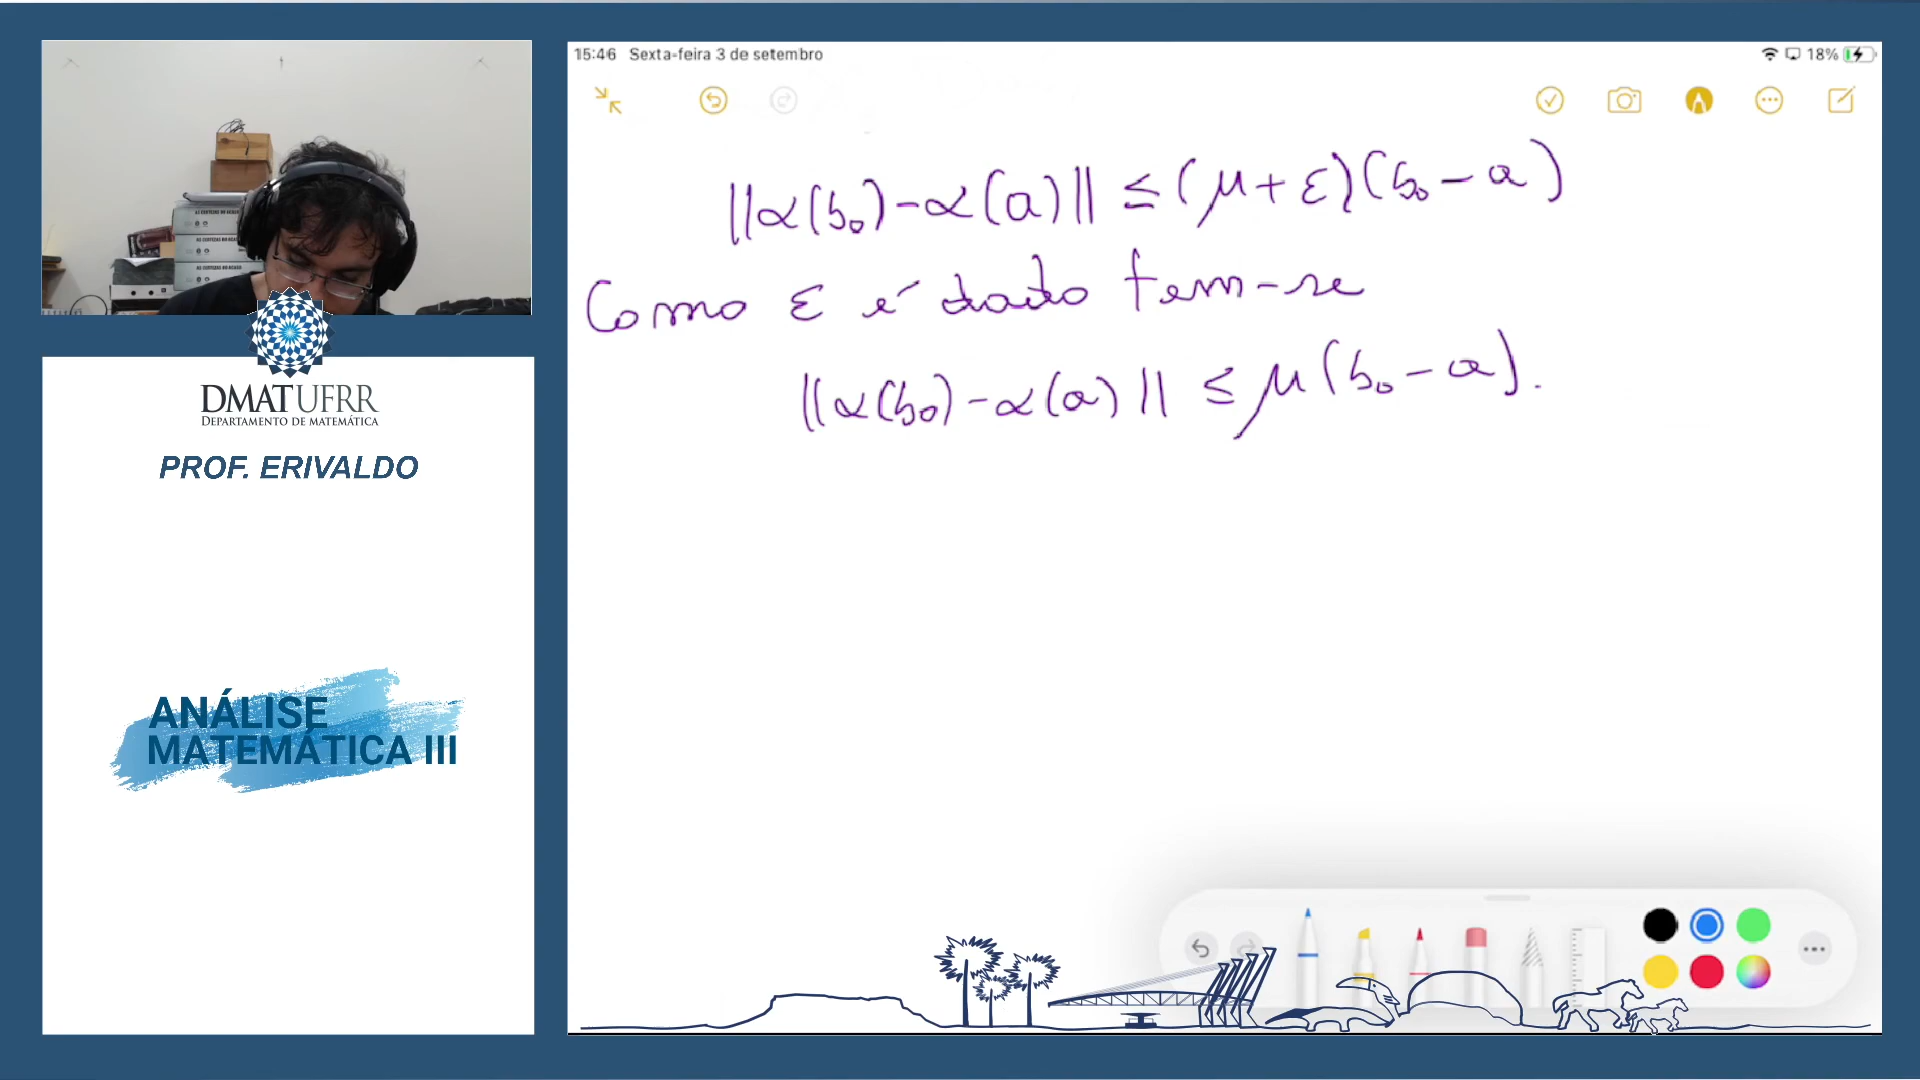 15:46 Sexta-feira 3 de setembro
18%
||α(b₀)-α(a)|| ≤ (μ+ε)(b₀-a)
Como ε é dado tem-se
||α(b₀)-α(a)|| ≤ μ(b₀-a).
DMATUFRR
DEPARTAMENTO DE MATEMÁTICA
PROF. ERIVALDO
ANÁLISE
MATEMÁTICA III